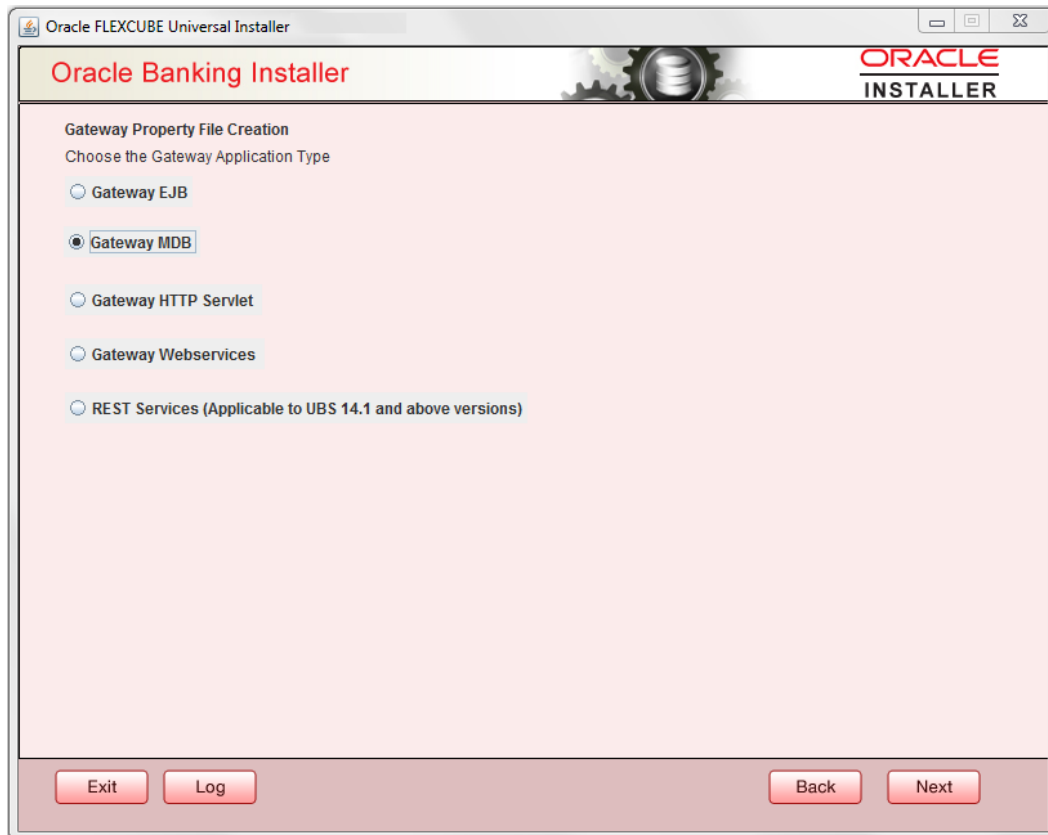 Oracle FLEXCUBE Universal Installer
Oracle Banking Installer
ORACLE
INSTALLER
Gateway Property File Creation
Choose the Gateway Application Type
Gateway EJB
Gateway MDB
Gateway HTTP Servlet
Gateway Webservices
REST Services (Applicable to UBS 14.1 and above versions)
Exit Log Back Next